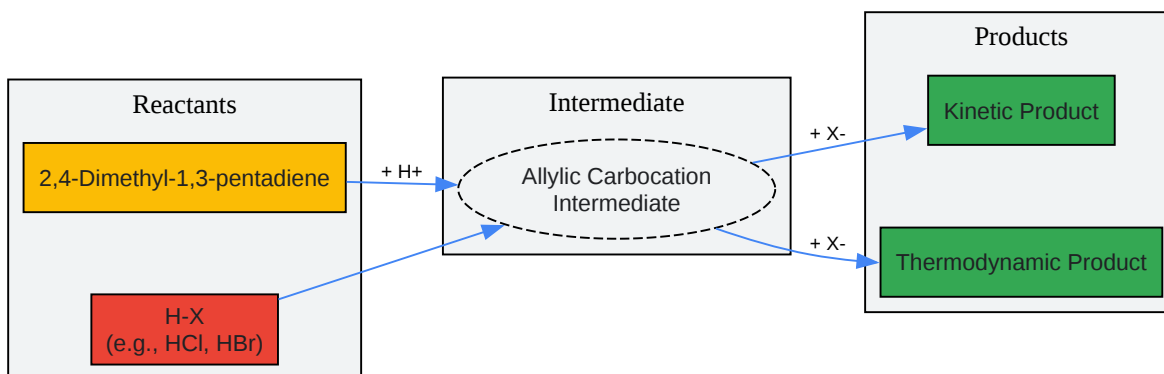 Reactants
2,4-Dimethyl-1,3-pentadiene
H-X
(e.g., HCl, HBr)
+ H+
Intermediate
Allylic Carbocation
Intermediate
+ X-
+ X-
Products
Kinetic Product
Thermodynamic Product